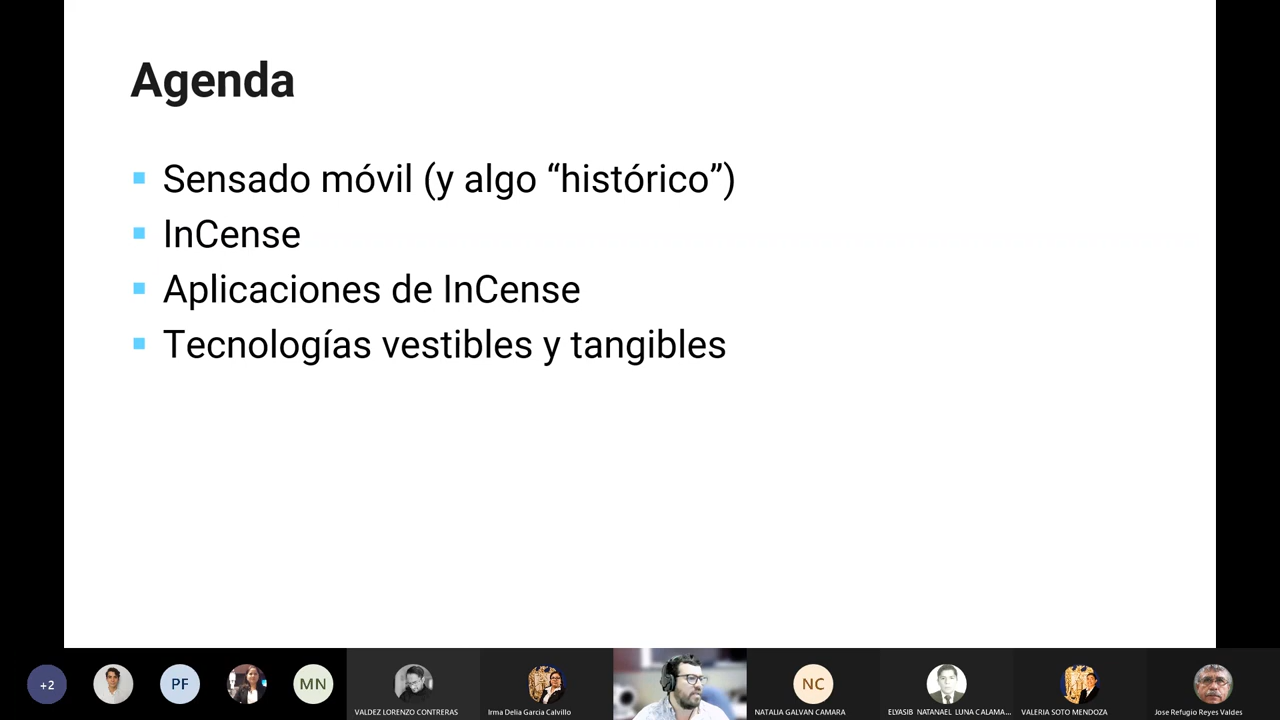 Agenda
Sensado móvil (y algo “histórico”)
InCense
Aplicaciones de InCense
Tecnologías vestibles y tangibles
+2
PF
MN
VALDEZ LORENZO CONTRERAS
Irma Delia Garcia Calvillo
NC
NATALIA GALVAN CAMARA
ELYASIB NATANAEL LUNA CALAMA...
VALERIA SOTO MENDOZA
Jose Refugio Reyes Valdes